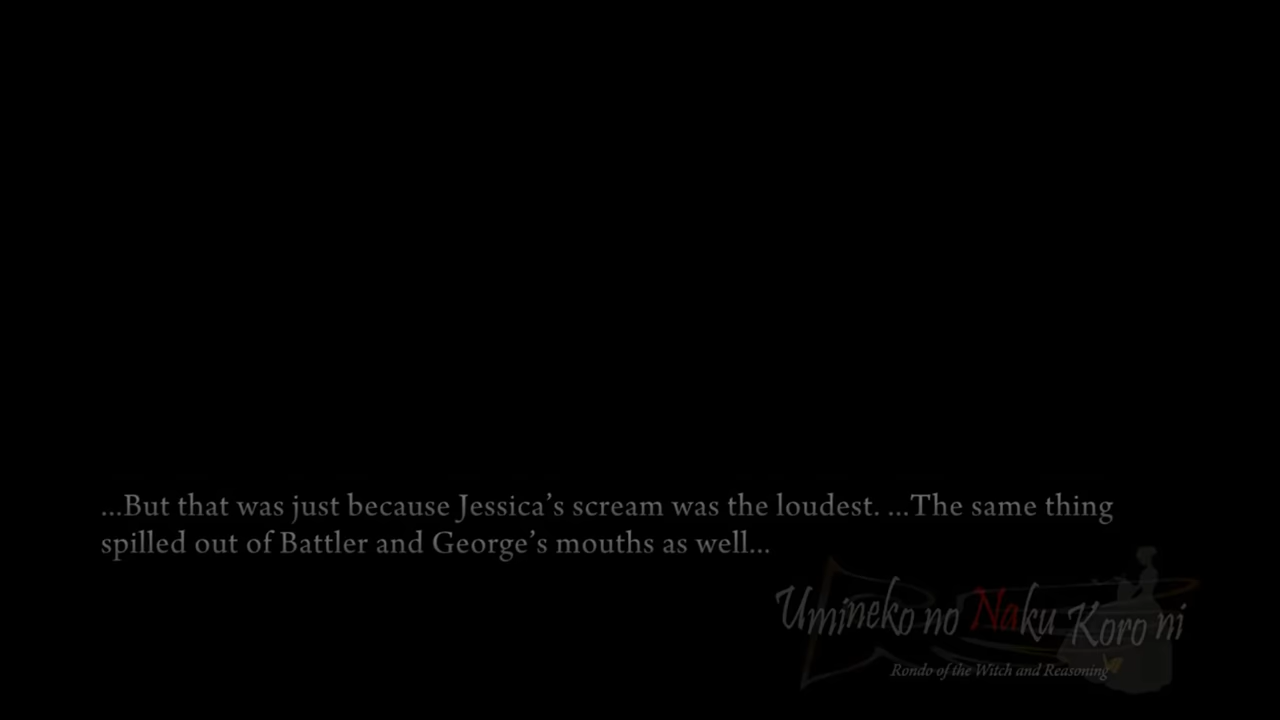 ...But that was just because Jessica’s scream was the loudest. ...The same thing
spilled out of Battler and George’s mouths as well...
Umineko no Naku Koro ni
Rondo of the Witch and Reasoning